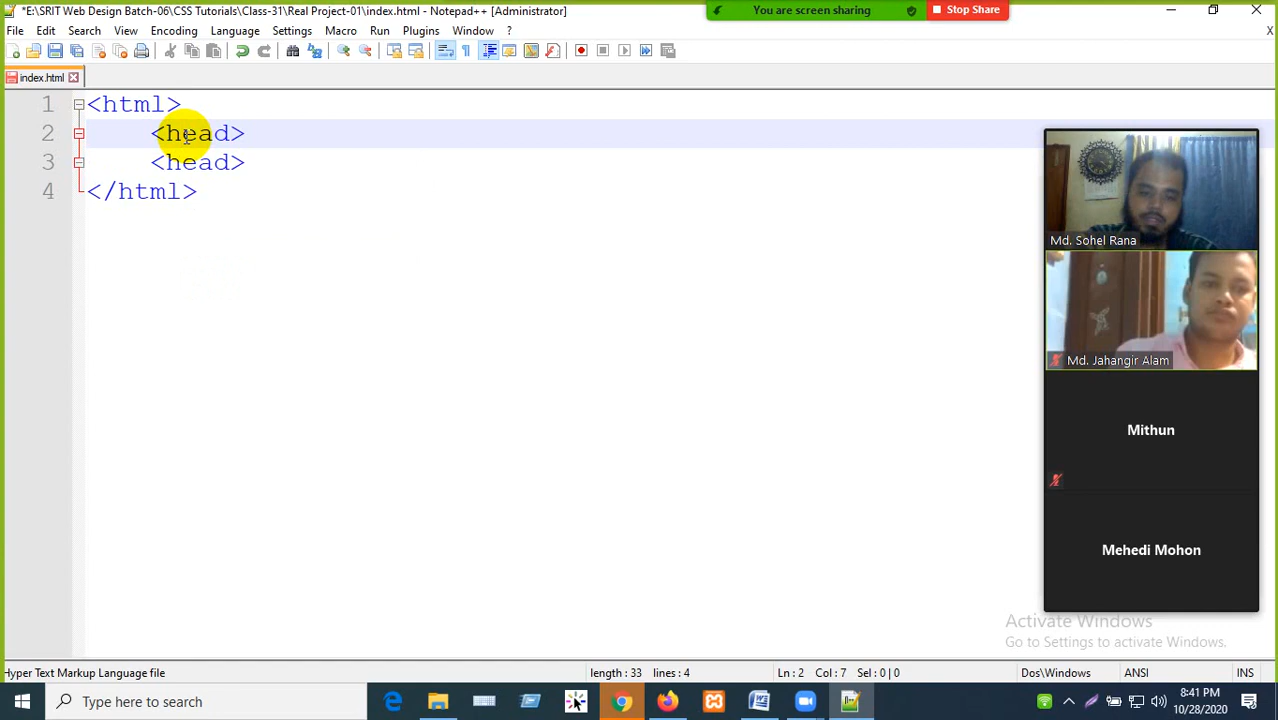 *E:\SRIT Web Design Batch-06\CSS Tutorials\Class-31\Real Project-01\index.html - Notepad++ [Administrator]
You are screen sharing
Stop Share
File Edit Search View Encoding Language Settings Macro Run Plugins Window ? X
index.html
1 <html>
2 <head>
3 <head>
4 </html>
Md. Sohel Rana
Md. Jahangir Alam
Mithun
Mehedi Mohon
Activate Windows
Go to Settings to activate Windows.
Hyper Text Markup Language file length : 33 lines : 4 Ln : 2 Col : 7 Sel : 0 | 0 Dos\Windows ANSI INS
Type here to search
8:41 PM
10/28/2020